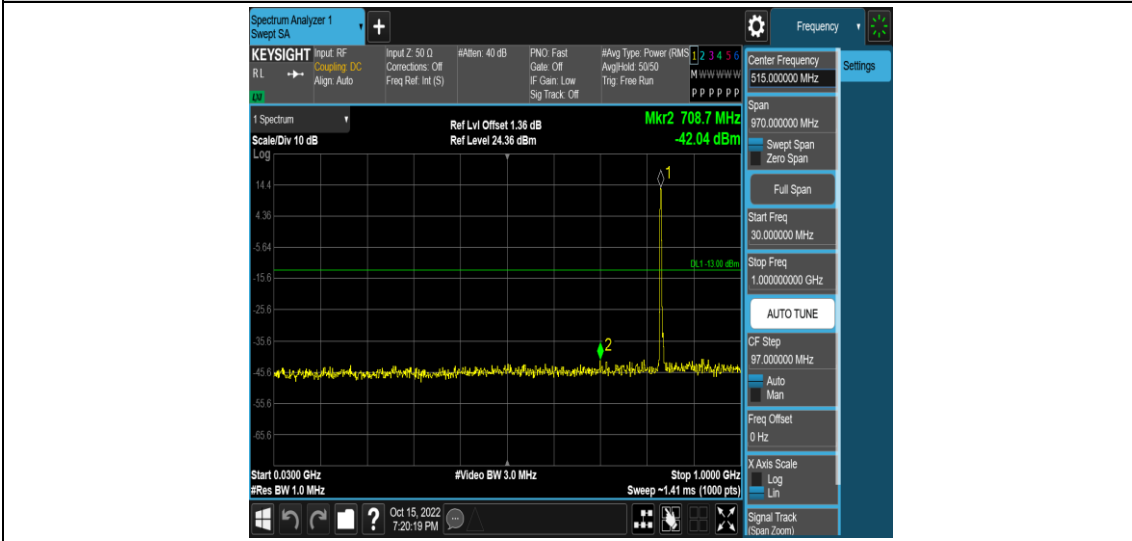 Spectrum Analyzer 1
Swept SA
+
Frequency
KEYSIGHT
Input: RF
Input Z: 50 Ω
#Atten: 40 dB
PNO: Fast
#Avg Type: Power (RMS
1 2 3 4 5 6
R L
Coupling: DC
Corrections: Off
Gate: Off
Avg|Hold: 50/50
M W W W W W
Align: Auto
Freq Ref: Int (S)
IF Gain: Low
Trig: Free Run
Sig Track: Off
P P P P P P
Center Frequency
515.000000 MHz
Settings
Span
970.000000 MHz
Swept Span
Zero Span
Full Span
Start Freq
30.000000 MHz
Stop Freq
1.000000000 GHz
AUTO TUNE
CF Step
97.000000 MHz
Auto
Man
Freq Offset
0 Hz
X Axis Scale
Log
Lin
Signal Track
(Span Zoom)
1 Spectrum
Ref Lvl Offset 1.36 dB
Mkr2 708.7 MHz
Scale/Div 10 dB
Ref Level 24.36 dBm
-42.04 dBm
Log
1
14.4
4.36
-5.64
DL1 -13.00 dBm
-15.6
-25.6
-35.6
2
-45.6
-55.6
-65.6
Start 0.0300 GHz
#Video BW 3.0 MHz
Stop 1.0000 GHz
#Res BW 1.0 MHz
Sweep ~1.41 ms (1000 pts)
?
Oct 15, 2022
7:20:19 PM